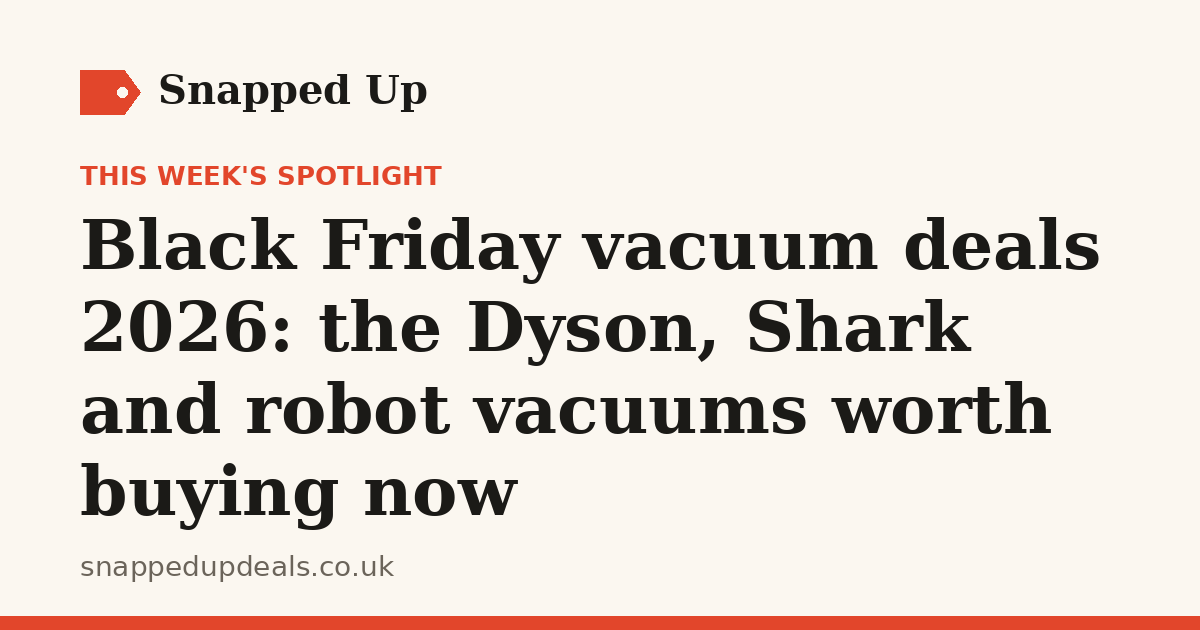 Snapped Up
THIS WEEK'S SPOTLIGHT
Black Friday vacuum deals
2026: the Dyson, Shark
and robot vacuums worth
buying now
snappedupdeals.co.uk